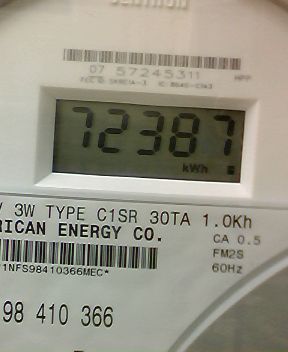 07 57245311 HPP
72387
kWh
V 3W TYPE C1SR 30TA 1.0Kh
RICAN ENERGY CO. CA 0.5
FM2S
60Hz
*1NFS98410366MEC*
98 410 366